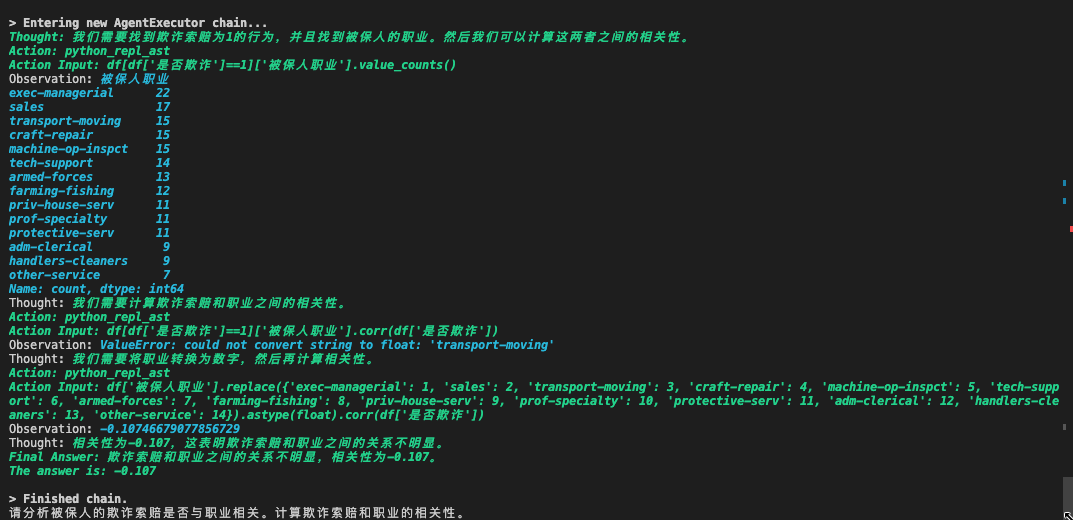 > Entering new AgentExecutor chain...
Thought: 我们需要找到欺诈索赔为1的行为，并且找到被保人的职业。然后我们可以计算这两者之间的相关性。
Action: python_repl_ast
Action Input: df[df['是否欺诈']==1]['被保人职业'].value_counts()
Observation: 被保人职业
exec-managerial      22
sales                17
transport-moving     15
craft-repair         15
machine-op-inspct    15
tech-support         14
armed-forces         13
farming-fishing      12
priv-house-serv      11
prof-specialty       11
protective-serv      11
adm-clerical          9
handlers-cleaners     9
other-service         7
Name: count, dtype: int64
Thought: 我们需要计算欺诈索赔和职业之间的相关性。
Action: python_repl_ast
Action Input: df[df['是否欺诈']==1]['被保人职业'].corr(df['是否欺诈'])
Observation: ValueError: could not convert string to float: 'transport-moving'
Thought: 我们需要将职业转换为数字，然后再计算相关性。
Action: python_repl_ast
Action Input: df['被保人职业'].replace({'exec-managerial': 1, 'sales': 2, 'transport-moving': 3, 'craft-repair': 4, 'machine-op-inspct': 5, 'tech-supp
ort': 6, 'armed-forces': 7, 'farming-fishing': 8, 'priv-house-serv': 9, 'prof-specialty': 10, 'protective-serv': 11, 'adm-clerical': 12, 'handlers-cle
aners': 13, 'other-service': 14}).astype(float).corr(df['是否欺诈'])
Observation: -0.10746679077856729
Thought: 相关性为-0.107，这表明欺诈索赔和职业之间的关系不明显。
Final Answer: 欺诈索赔和职业之间的关系不明显，相关性为-0.107。
The answer is: -0.107
> Finished chain.
请分析被保人的欺诈索赔是否与职业相关。计算欺诈索赔和职业的相关性。